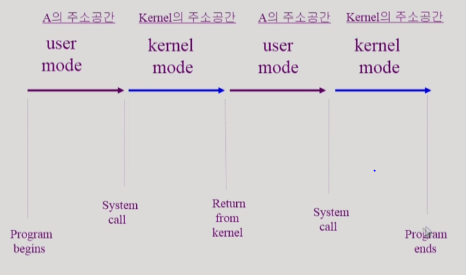 A의 주소공간
Kernel의 주소공간
A의 주소공간
Kernel의 주소공간
user
mode
kernel
mode
user
mode
kernel
mode
Program
begins
System
call
Return
from
kernel
System
call
Program
ends